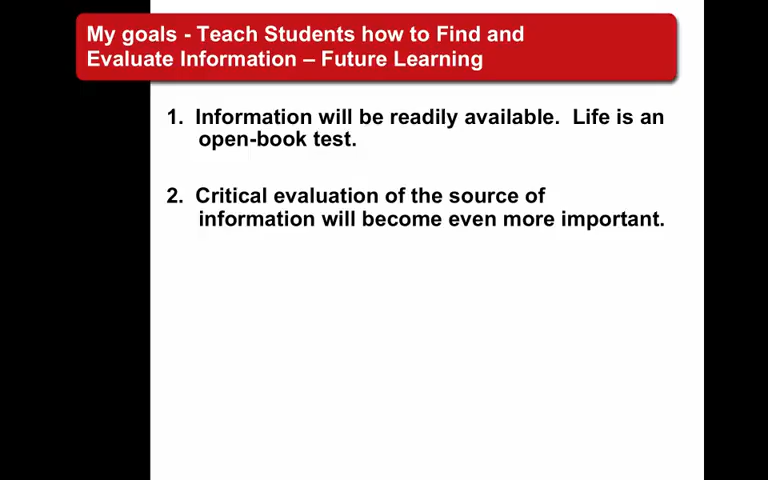 My goals - Teach Students how to Find and
Evaluate Information – Future Learning
1. Information will be readily available. Life is an
open-book test.
2. Critical evaluation of the source of
information will become even more important.